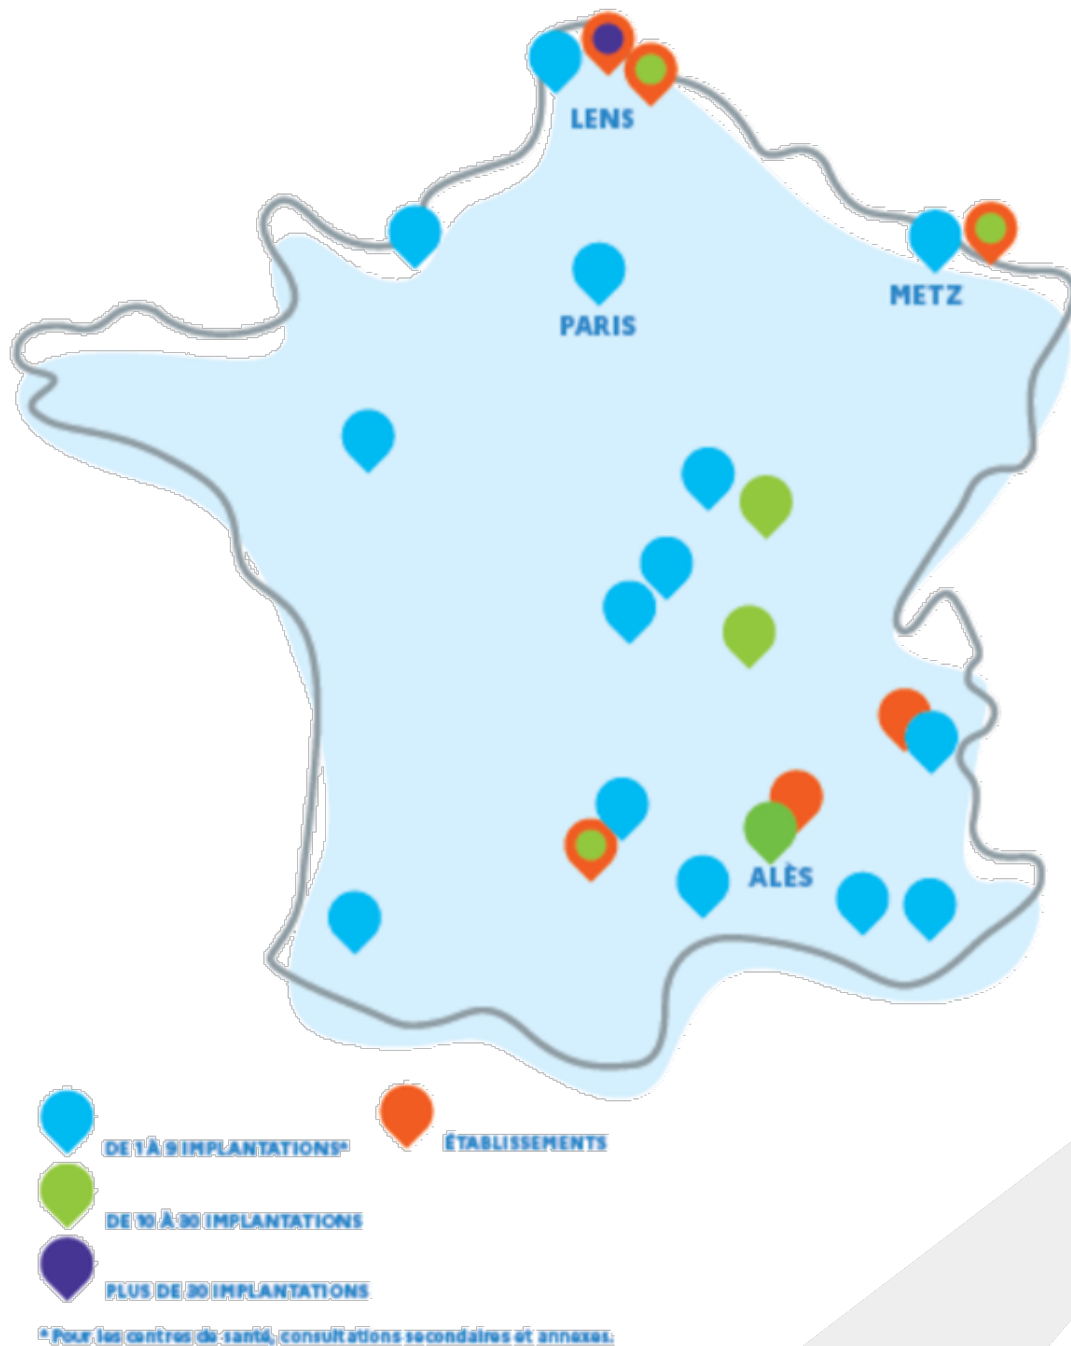 LENS
PARIS
METZ
ALÈS
DE 1 À 9 IMPLANTATIONS*
ÉTABLISSEMENTS
DE 10 À 30 IMPLANTATIONS
PLUS DE 30 IMPLANTATIONS
* Pour les centres de santé, consultations secondaires et annexes.